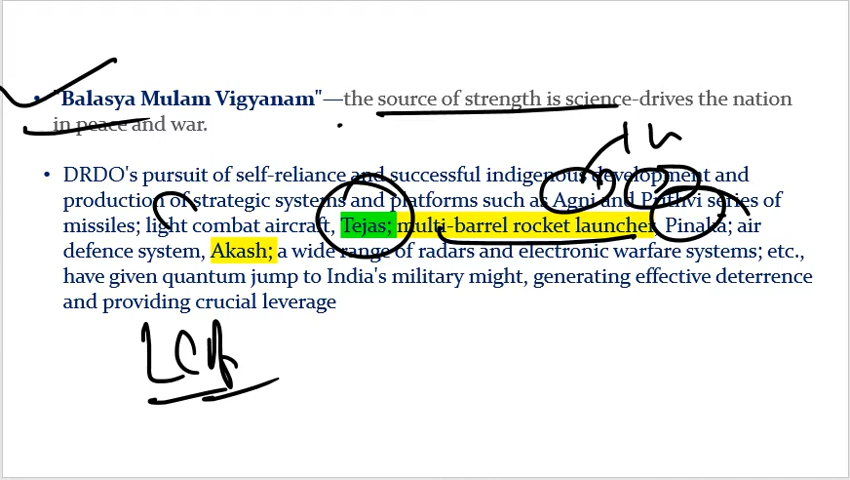 • "Balasya Mulam Vigyanam"—the source of strength is science-drives the nation
in peace and war.
• DRDO's pursuit of self-reliance and successful indigenous development and
production of strategic systems and platforms such as Agni and Prithvi series of
missiles; light combat aircraft, Tejas; multi-barrel rocket launcher, Pinaka; air
defence system, Akash; a wide range of radars and electronic warfare systems; etc.,
have given quantum jump to India's military might, generating effective deterrence
and providing crucial leverage
LCA